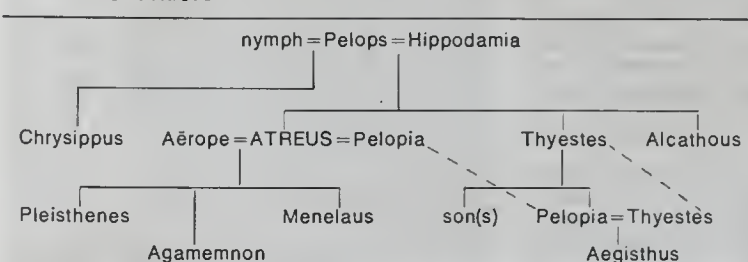 nymph=Pelops=Hippodamia
Chrysippus Aërope=ATREUS=Pelopia Thyestes Alcathous
Pleisthenes Menelaus son(s) Pelopia=Thyestes
Agamemnon Aegisthus